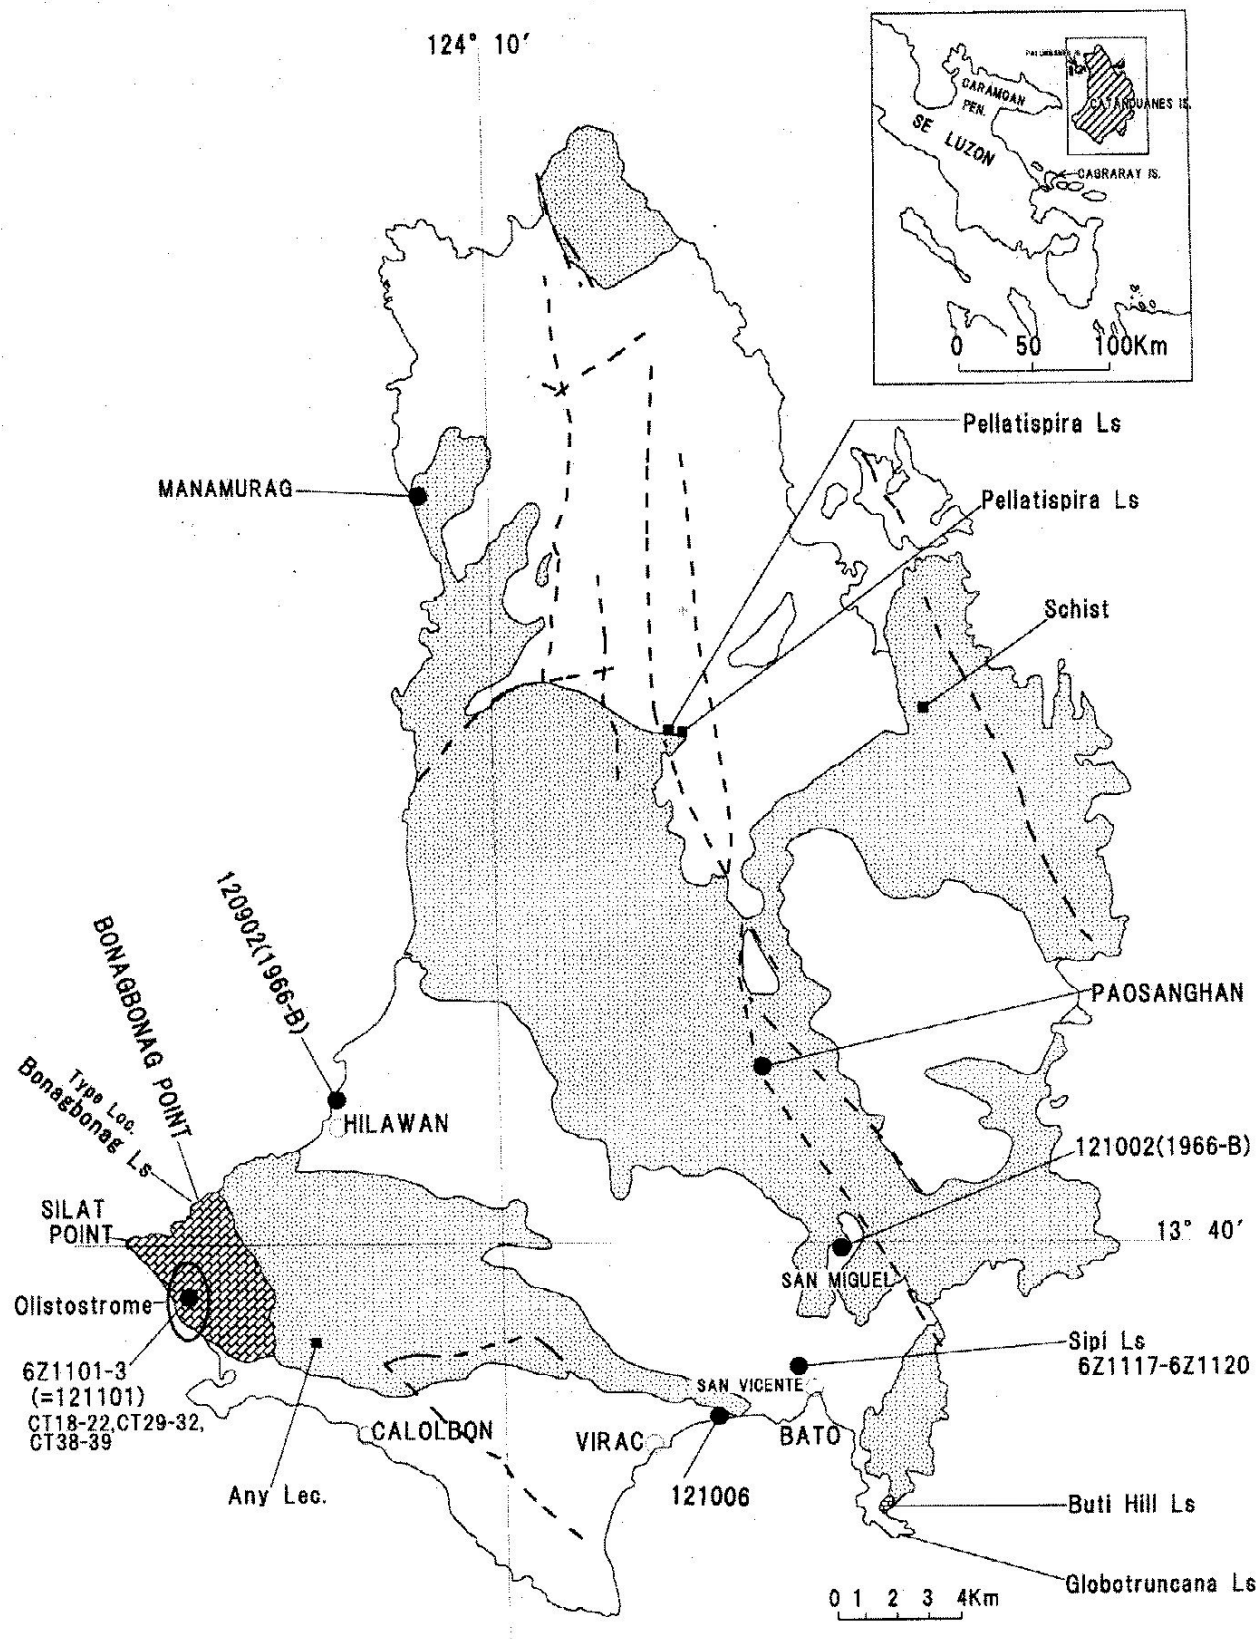 124° 10′
CARAMOAN
PEN.
CATANDUANES IS.
SE LUZON
CAGRARAY IS.
0 50 100Km
Pellatispira Ls
MANAMURAG
Pellatispira Ls
Schist
120902(1966-B)
BONAGBONAG POINT
PAOSANGHAN
Type Loc.
Bonagbonag Ls
HILAWAN
121002(1966-B)
SILAT
POINT
13° 40′
SAN MIGUEL
Olistostrome
Sipi Ls
6Z1117-6Z1120
6Z1101-3
(=121101)
CT18-22,CT29-32,
CT38-39
SAN VICENTE
CALOLBON
VIRAC
BATO
Any Loc.
121006
Buti Hill Ls
Globotruncana Ls
0 1 2 3 4Km